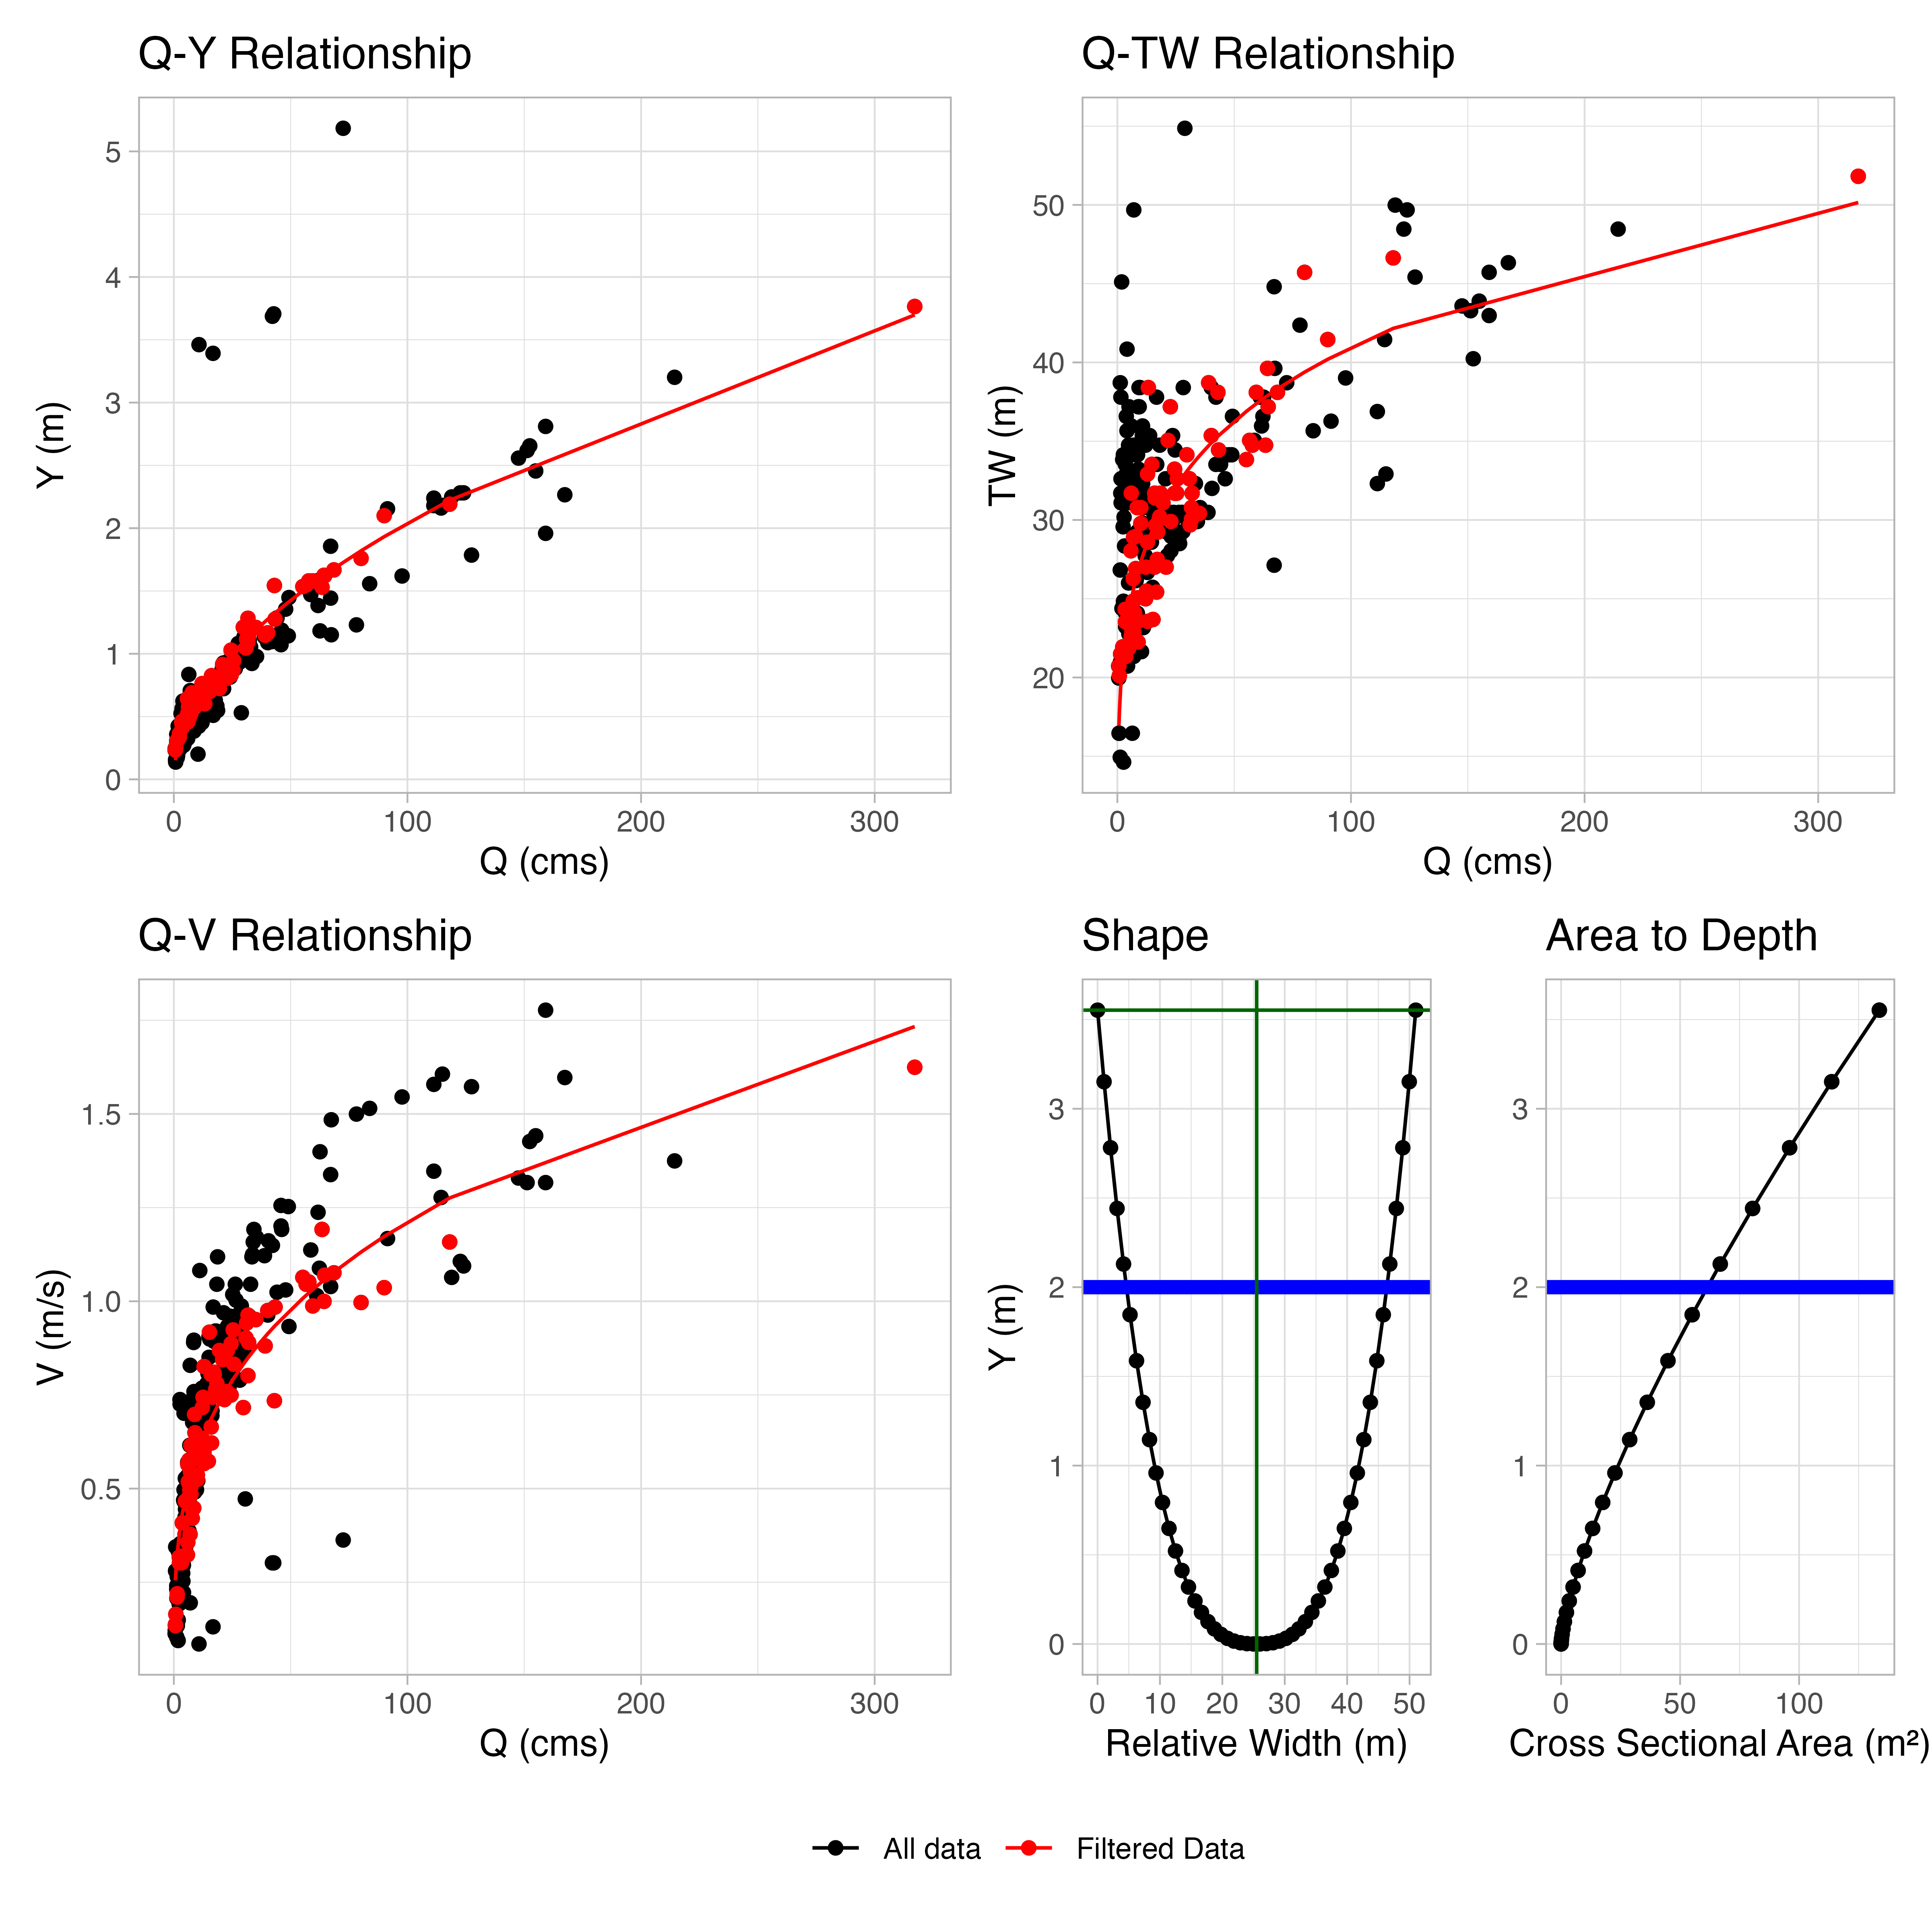 Q-Y Relationship
Y (m)
5
4
3
2
1
0
0 100 200 300
Q (cms)
Q-TW Relationship
TW (m)
50
40
30
20
0 100 200 300
Q (cms)
Q-V Relationship
V (m/s)
1.5
1.0
0.5
0 100 200 300
Q (cms)
Shape
Y (m)
3
2
1
0
0 10 20 30 40 50
Relative Width (m)
Area to Depth
3
2
1
0
0 50 100
Cross Sectional Area (m²)
All data Filtered Data